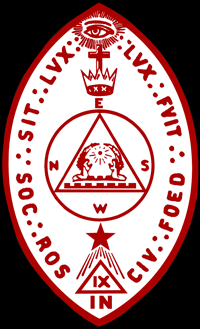 SIT ∴ LVX ∴
∴ LVX ∴ FVIT ∴
E
N S
W
IX
∴ SOC ∴ ROS
IN
CIV ∴ FOED ∴